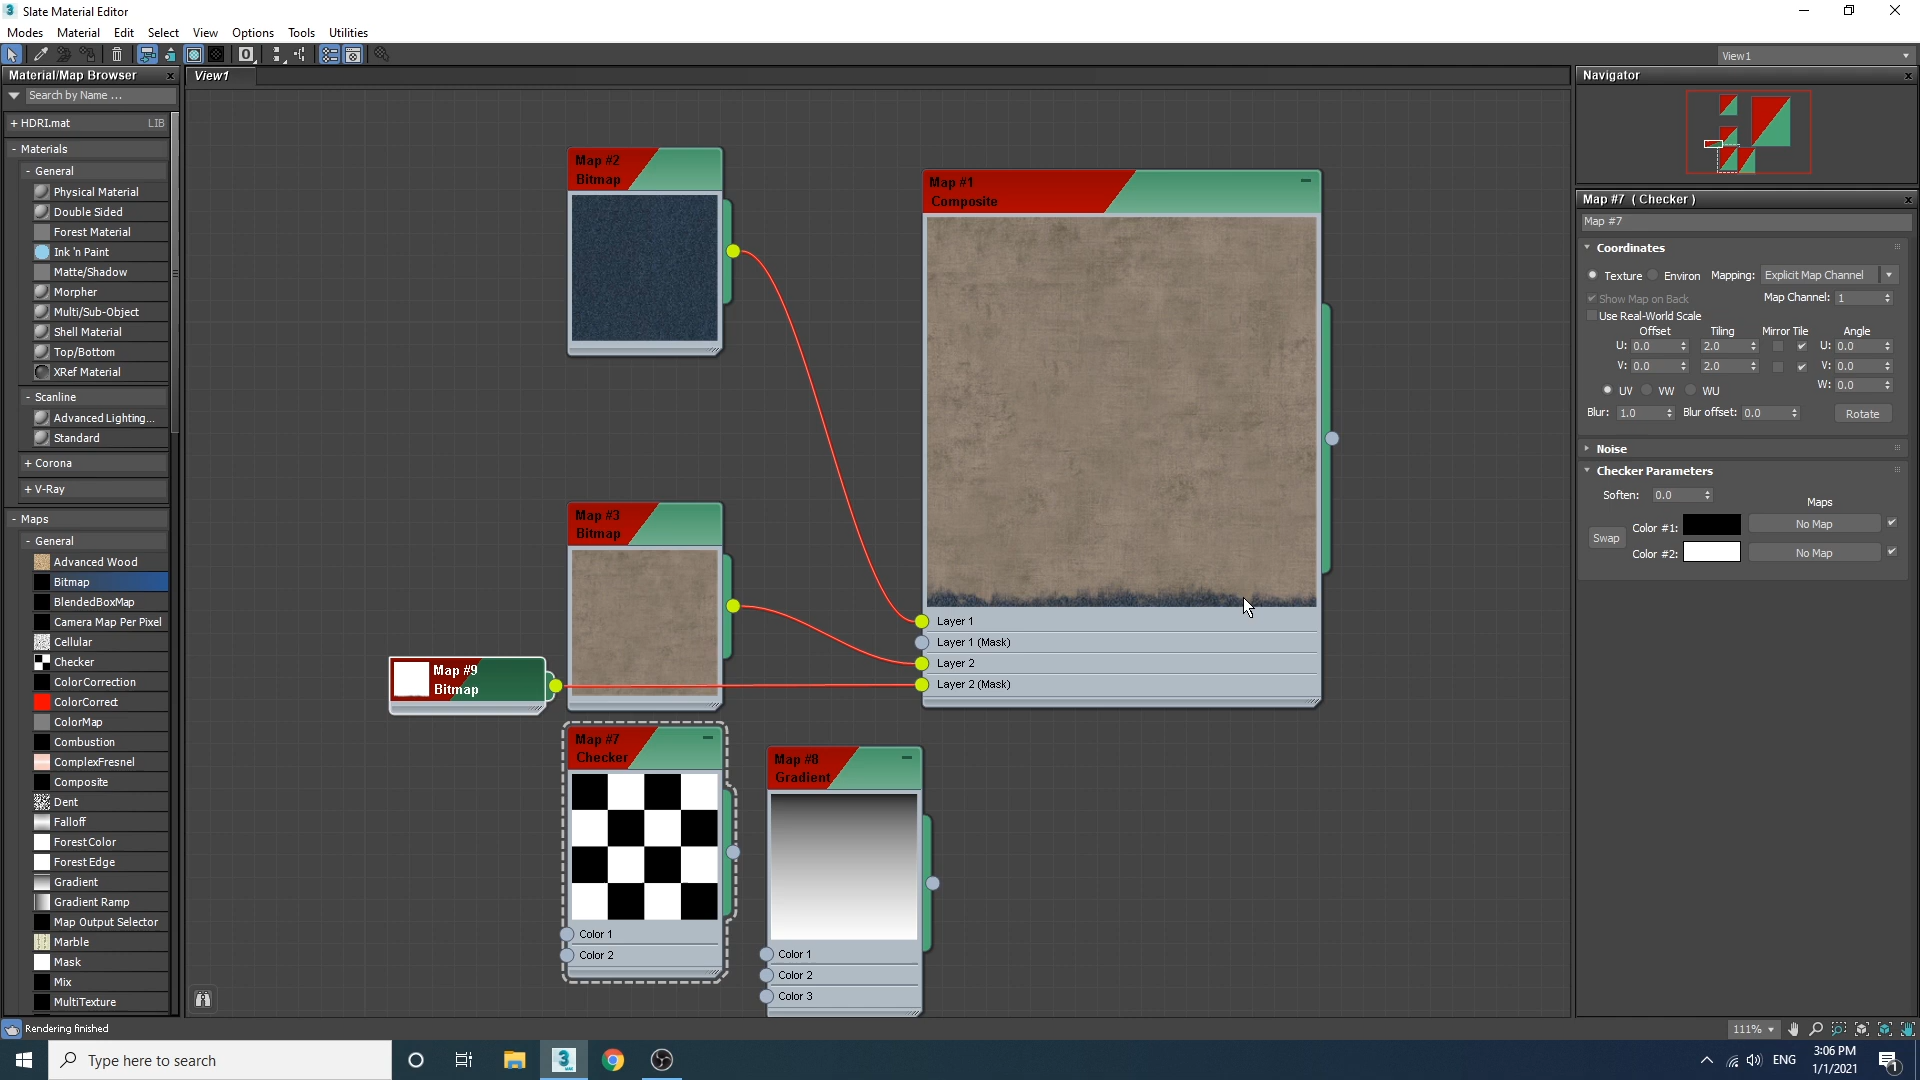 Slate Material Editor
Modes Material Edit Select View Options Tools Utilities
View1
Material/Map Browser
Search by Name ...
+ HDRI.mat LIB
- Materials
- General
Physical Material
Double Sided
Forest Material
Ink 'n Paint
Matte/Shadow
Morpher
Multi/Sub-Object
Shell Material
Top/Bottom
XRef Material
- Scanline
Advanced Lighting...
Standard
+ Corona
+ V-Ray
- Maps
- General
Advanced Wood
Bitmap
BlendedBoxMap
Camera Map Per Pixel
Cellular
Checker
Color Correction
ColorCorrect
ColorMap
Combustion
ComplexFresnel
Composite
Dent
Falloff
ForestColor
Forest Edge
Gradient
Gradient Ramp
Map Output Selector
Marble
Mask
Mix
MultiTexture
View1
Map #2
Bitmap
Map #1
Composite
Layer 1
Layer 1 (Mask)
Layer 2
Layer 2 (Mask)
Map #3
Bitmap
Map #9
Bitmap
Map #7
Checker
Color 1
Color 2
Map #8
Gradient
Color 1
Color 2
Color 3
Navigator
Map #7 ( Checker )
Map #7
Coordinates
Texture Environ Mapping: Explicit Map Channel
Show Map on Back Map Channel: 1
Use Real-World Scale
Offset Tiling Mirror Tile Angle
U: 0.0 2.0 U: 0.0
V: 0.0 2.0 V: 0.0
UV VW WU W: 0.0
Blur: 1.0 Blur offset: 0.0 Rotate
Noise
Checker Parameters
Soften: 0.0 Maps
Swap Color #1: No Map
Color #2: No Map
Rendering finished
111%
Type here to search
ENG
3:06 PM
1/1/2021
1